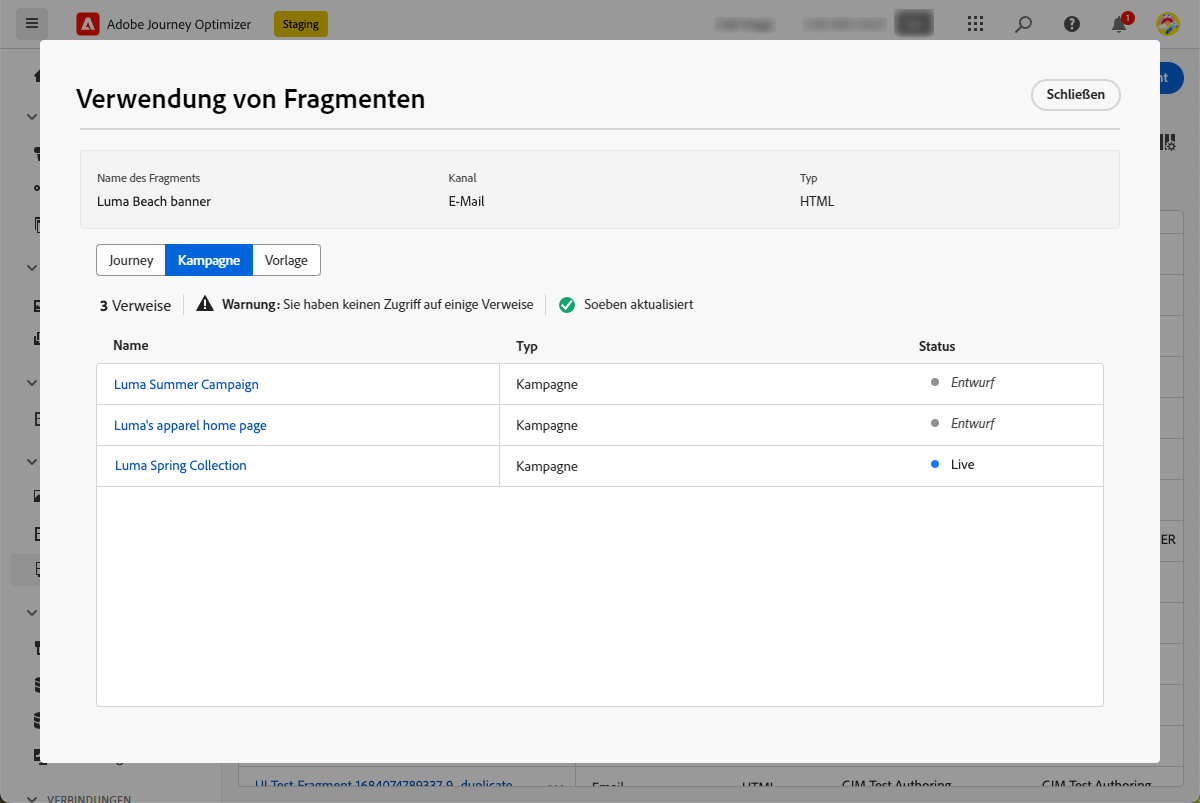 Adobe Journey Optimizer
Staging
1
nt
Verwendung von Fragmenten
Schließen
Name des Fragments
Kanal
Typ
Luma Beach banner
E-Mail
HTML
Journey
Kampagne
Vorlage
3 Verweise
Warnung: Sie haben keinen Zugriff auf einige Verweise
Soeben aktualisiert
Name
Typ
Status
Luma Summer Campaign
Kampagne
Entwurf
Luma's apparel home page
Kampagne
Entwurf
Luma Spring Collection
Kampagne
Live
ER
UI Test Fragment 1684074789337-9_duplicate
Email
HTML
CJM Test Authoring
CJM Test Authoring
VERBINDUNGEN